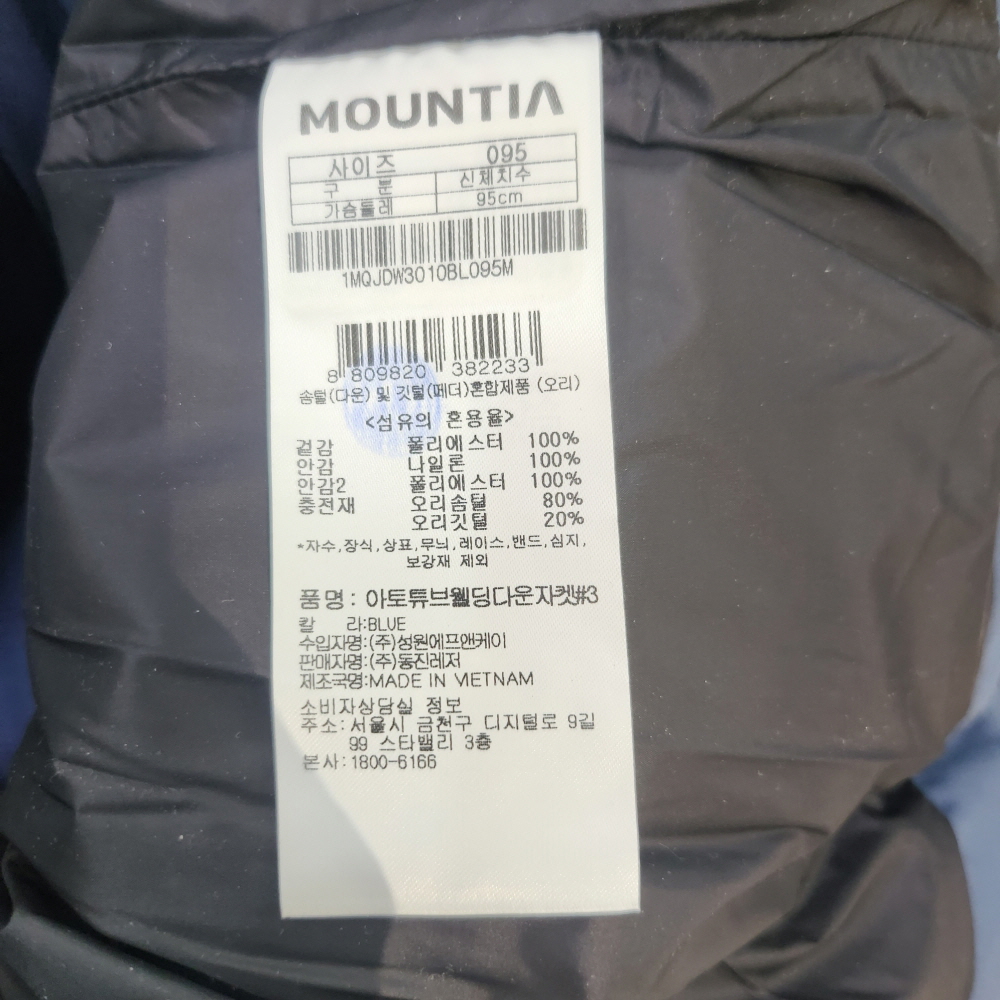 MOUNTIA
사이즈 095
구 분 신체치수
가슴둘레 95cm
1MQJDW3010BL095M
8 809820 382233
솜털(다운) 및 깃털(페더)혼합제품 (오리)
<섬유의 혼용율>
겉감 폴리에스터 100%
안감 나일론 100%
안감2 폴리에스터 100%
충전재 오리솜털 80%
오리깃털 20%
*자수,장식,상표,무늬,레이스,밴드,심지,
보강재 제외
품명: 아토튜브웰딩다운자켓#3
칼 라:BLUE
수입자명:(주)성원에프앤케이
판매자명:(주)동진레저
제조국명:MADE IN VIETNAM
소비자상담실 정보
주소:서울시 금천구 디지털로 9길
99 스타밸리 3층
본사:1800-6166